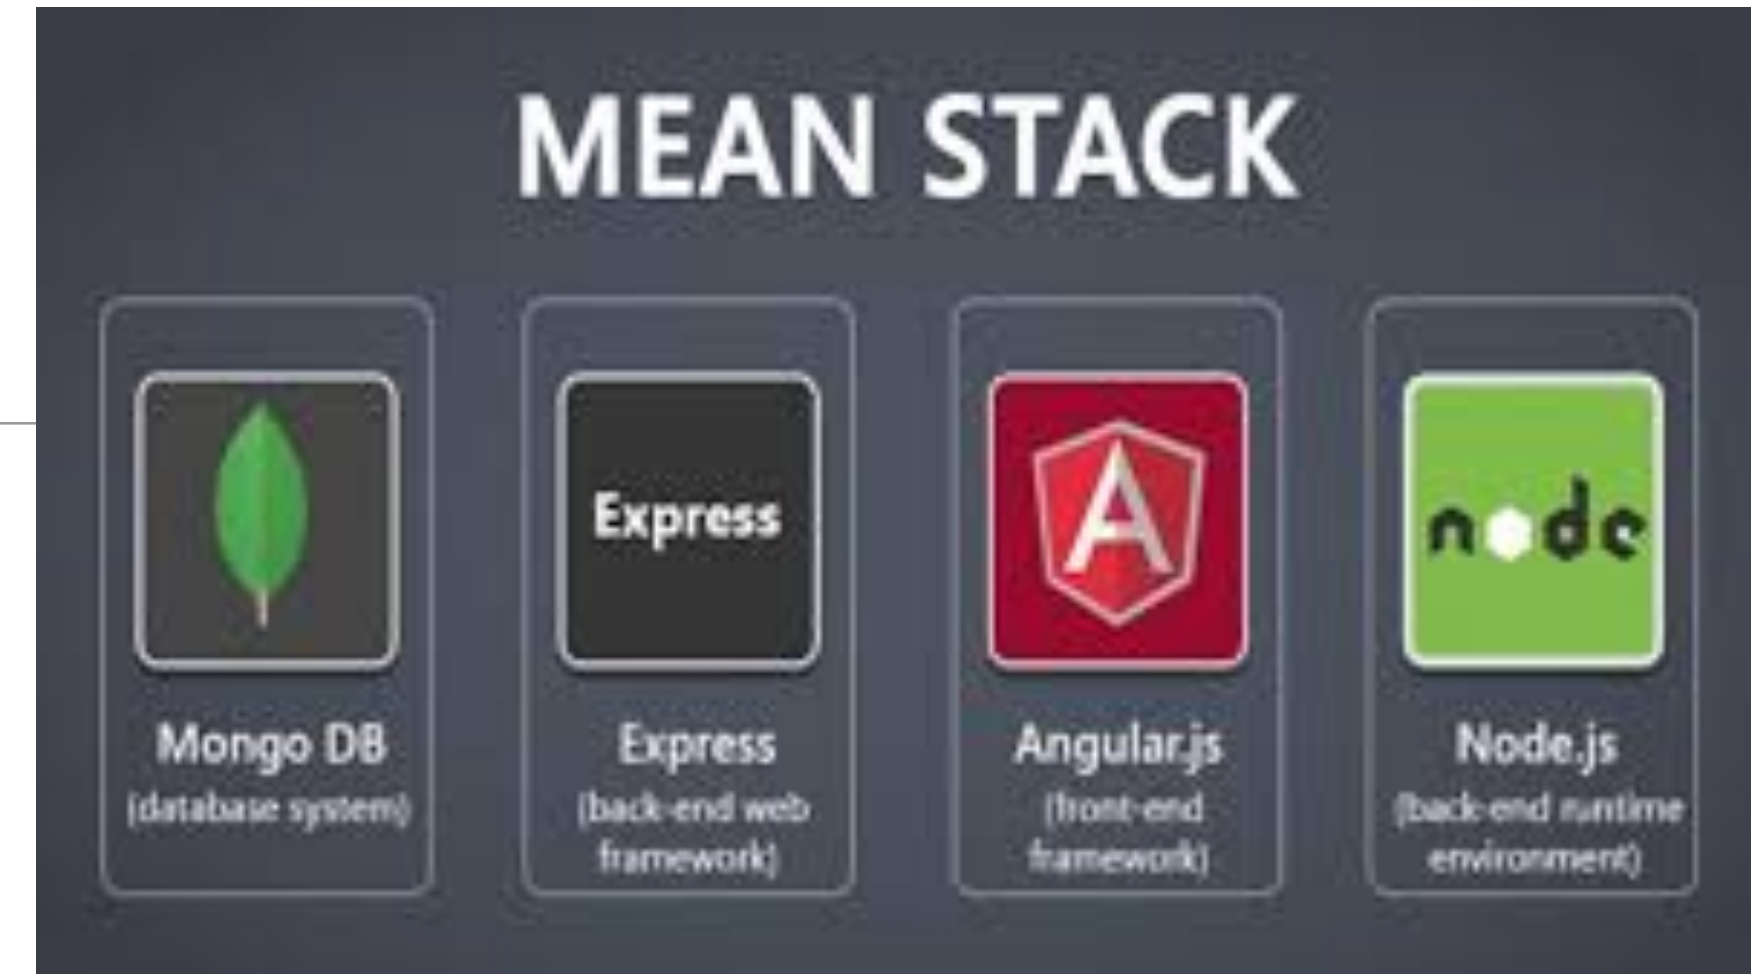 MEAN STACK
Express
node
Mongo DB
(database system)
Express
(back-end web
framework)
Angular.js
(front-end
framework)
Node.js
(back-end runtime
environment)